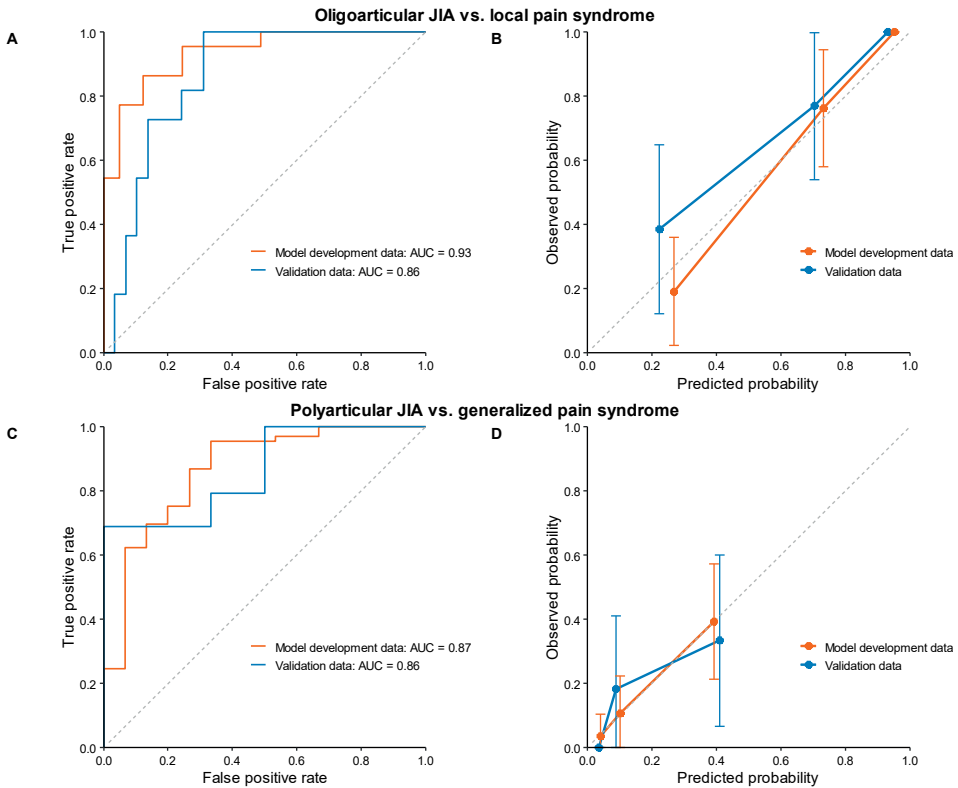 Oligoarticular JIA vs. local pain syndrome
A
1.0
0.8
0.6
0.4
0.2
0.0
True positive rate
Model development data: AUC = 0.93
Validation data: AUC = 0.86
0.0 0.2 0.4 0.6 0.8 1.0
False positive rate
B
1.0
0.8
0.6
0.4
0.2
0.0
Observed probability
Model development data
Validation data
0.0 0.2 0.4 0.6 0.8 1.0
Predicted probability
Polyarticular JIA vs. generalized pain syndrome
C
1.0
0.8
0.6
0.4
0.2
0.0
True positive rate
Model development data: AUC = 0.87
Validation data: AUC = 0.86
0.0 0.2 0.4 0.6 0.8 1.0
False positive rate
D
1.0
0.8
0.6
0.4
0.2
0.0
Observed probability
Model development data
Validation data
0.0 0.2 0.4 0.6 0.8 1.0
Predicted probability